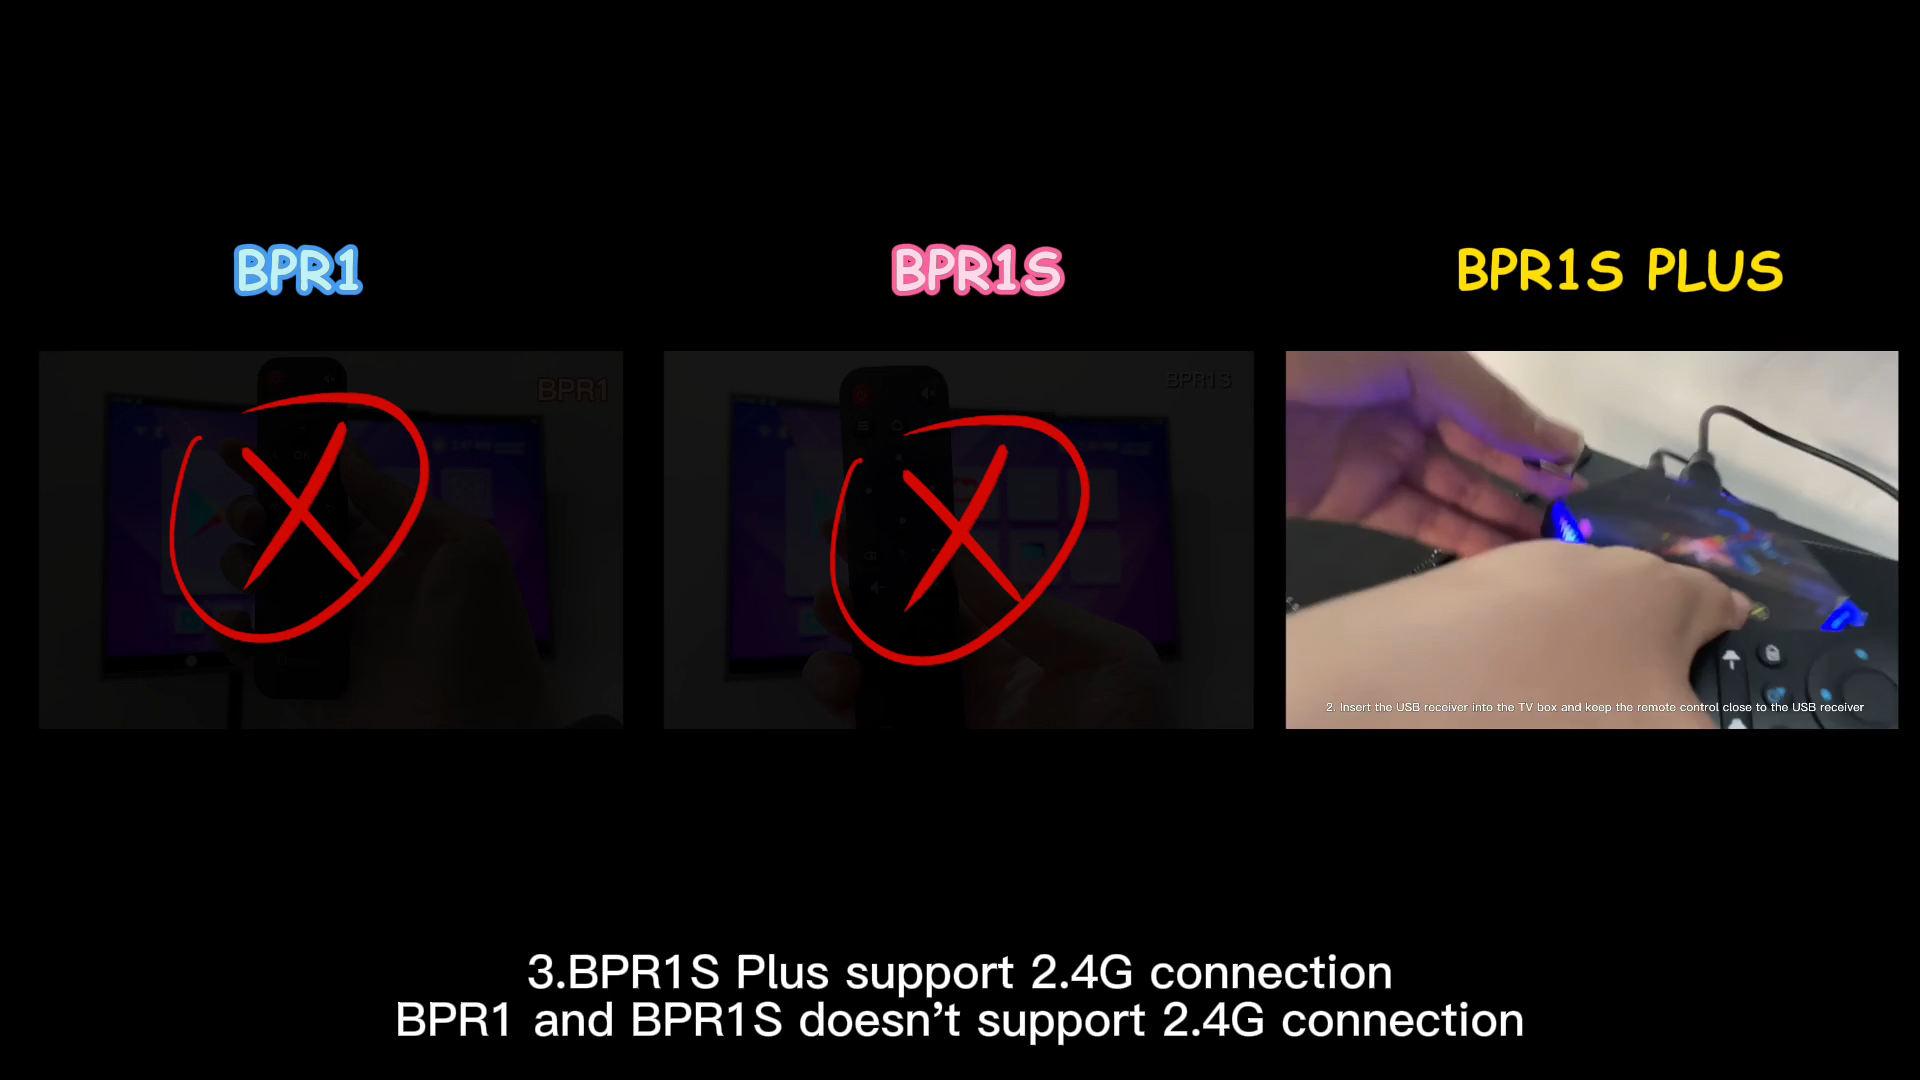 BPR1
BPR1S
BPR1S PLUS
BPR1
BPR1S
2. Insert the USB receiver into the TV box and keep the remote control close to the USB receiver
3.BPR1S Plus support 2.4G connection
BPR1 and BPR1S doesn't support 2.4G connection